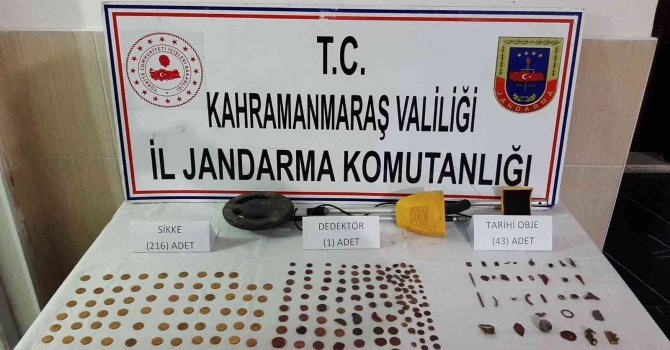 T.C.
KAHRAMANMARAŞ VALİLİĞİ
İL JANDARMA KOMUTANLIĞI
JANDARMA
SİKKE
(216) ADET
DEDEKTÖR
(1) ADET
TARİHİ OBJE
(43) ADET